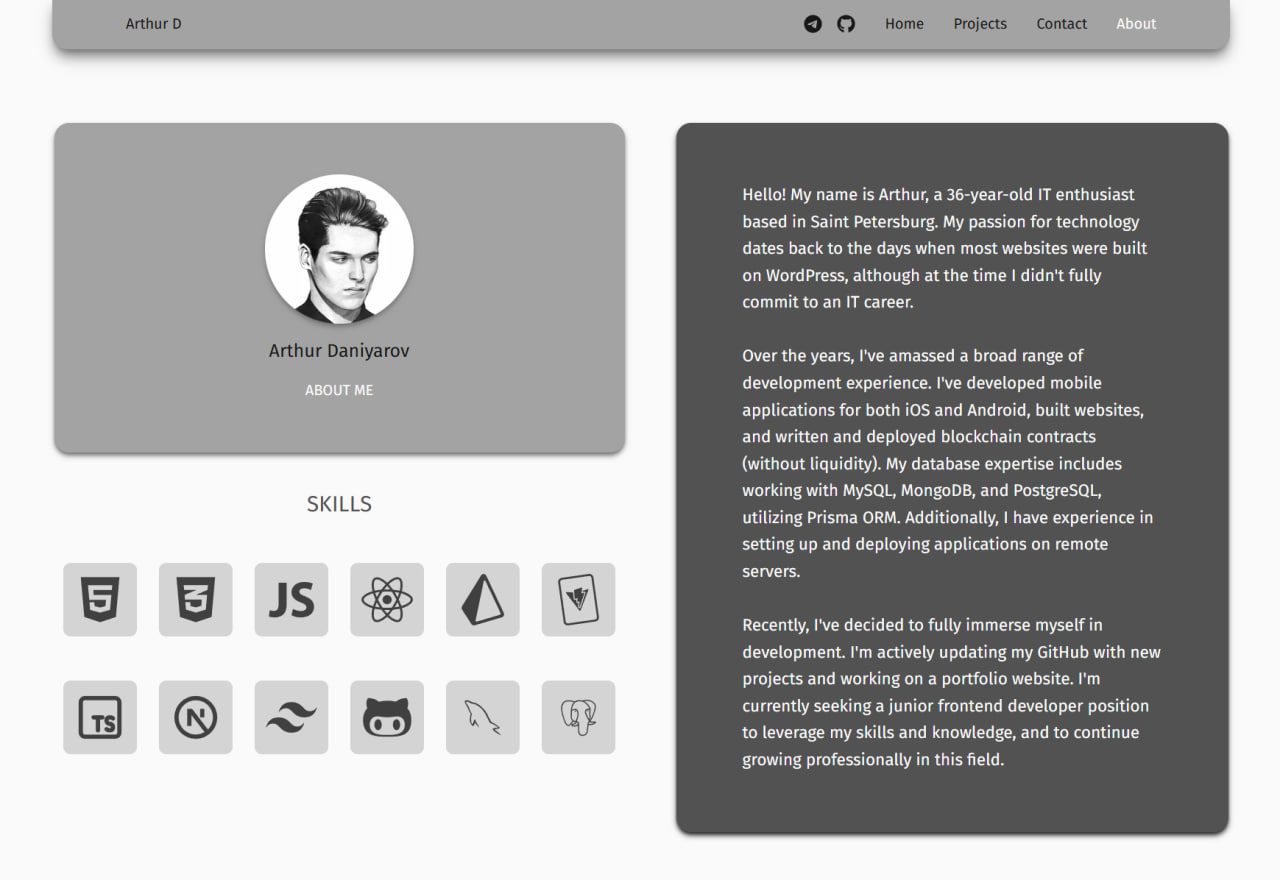 Arthur D
Home Projects Contact About
Arthur Daniyarov
ABOUT ME
SKILLS
JS
TS
N
Hello! My name is Arthur, a 36-year-old IT enthusiast
based in Saint Petersburg. My passion for technology
dates back to the days when most websites were built
on WordPress, although at the time I didn't fully
commit to an IT career.
Over the years, I've amassed a broad range of
development experience. I've developed mobile
applications for both iOS and Android, built websites,
and written and deployed blockchain contracts
(without liquidity). My database expertise includes
working with MySQL, MongoDB, and PostgreSQL,
utilizing Prisma ORM. Additionally, I have experience in
setting up and deploying applications on remote
servers.
Recently, I've decided to fully immerse myself in
development. I'm actively updating my GitHub with new
projects and working on a portfolio website. I'm
currently seeking a junior frontend developer position
to leverage my skills and knowledge, and to continue
growing professionally in this field.